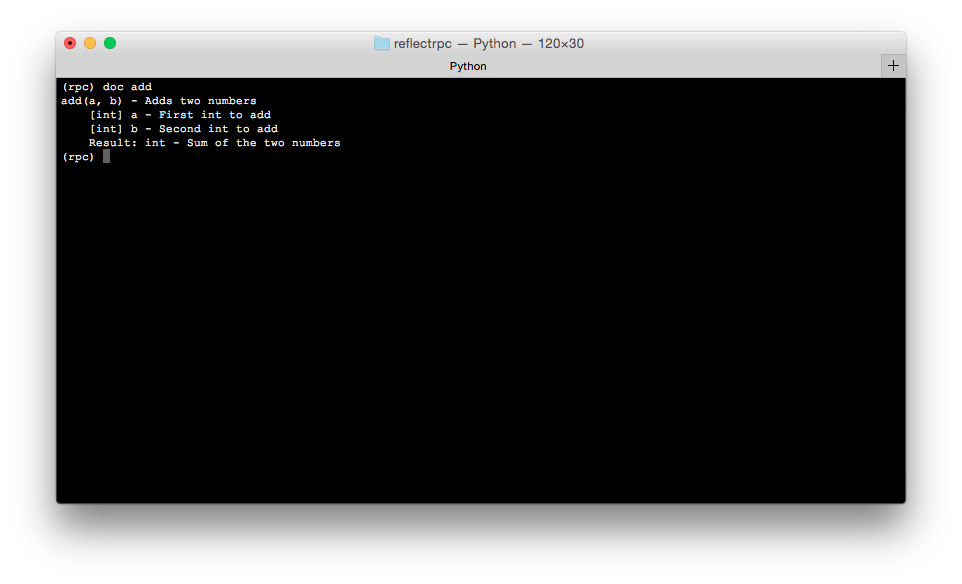 reflectrpc — Python — 120×30
Python
(rpc) doc add
add(a, b) - Adds two numbers
    [int] a - First int to add
    [int] b - Second int to add
    Result: int - Sum of the two numbers
(rpc)